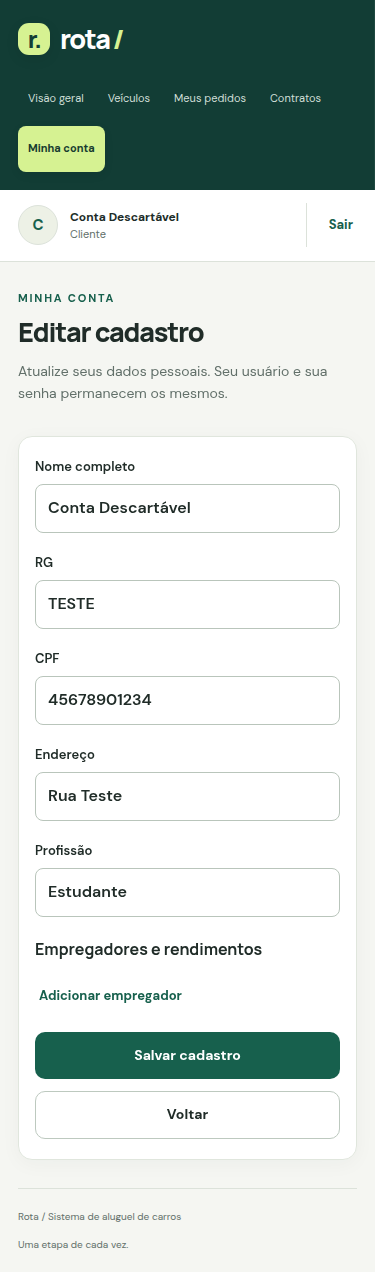 r. rota/
Visão geral Veículos Meus pedidos Contratos
Minha conta
C Conta Descartável
Cliente
Sair
MINHA CONTA
Editar cadastro
Atualize seus dados pessoais. Seu usuário e sua
senha permanecem os mesmos.
Nome completo
Conta Descartável
RG
TESTE
CPF
45678901234
Endereço
Rua Teste
Profissão
Estudante
Empregadores e rendimentos
Adicionar empregador
Salvar cadastro
Voltar
Rota / Sistema de aluguel de carros
Uma etapa de cada vez.